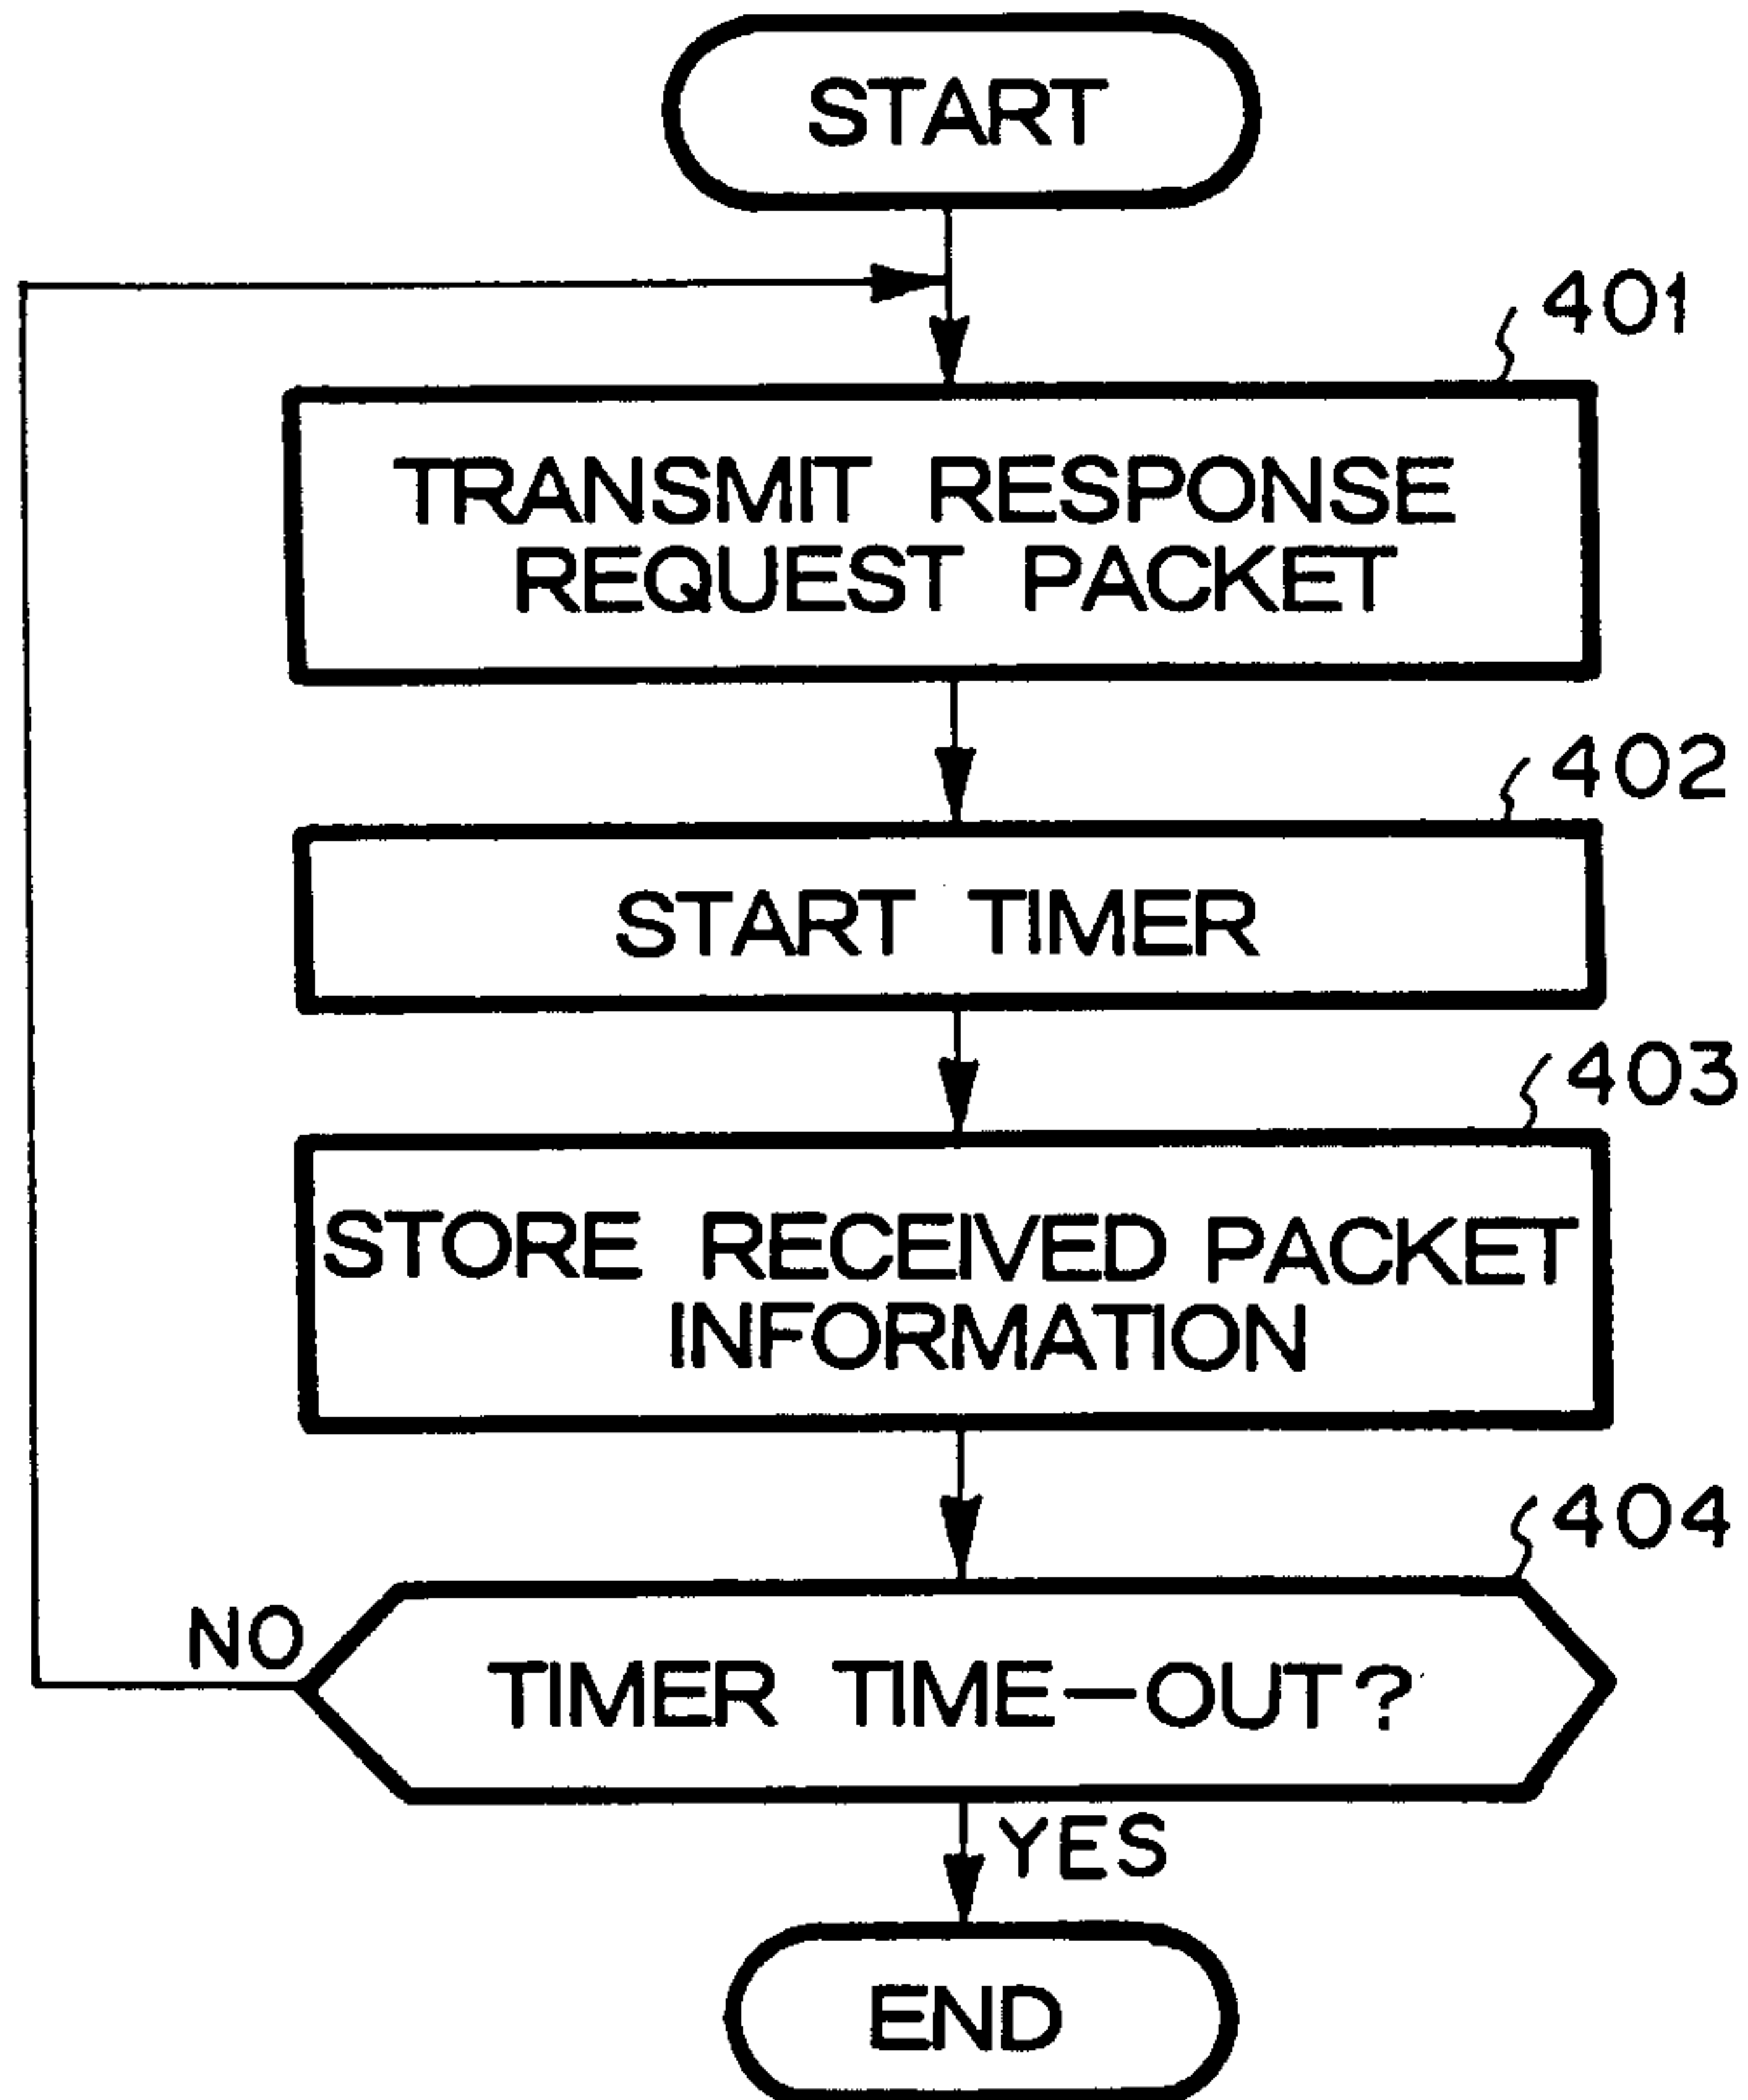 START
401
TRANSMIT RESPONSE
REQUEST PACKET
402
START TIMER
403
STORE RECEIVED PACKET
INFORMATION
404
NO
TIMER TIME-OUT?
YES
END